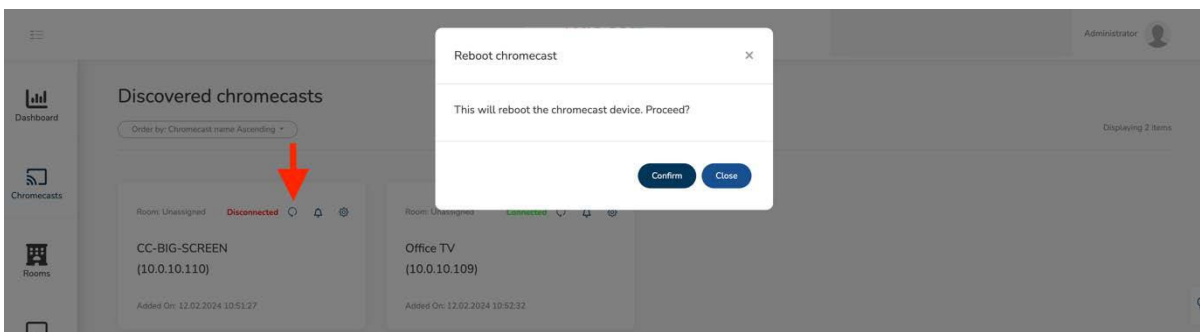 Administrator
Reboot chromecast
This will reboot the chromecast device. Proceed?
Confirm
Close
Dashboard
Chromecasts
Rooms
Discovered chromecasts
Order by: Chromecast name Ascending
Displaying 2 items
Room: Unassigned Disconnected
CC-BIG-SCREEN
(10.0.10.110)
Added On: 12.02.2024 10:51:27
Room: Unassigned Connected
Office TV
(10.0.10.109)
Added On: 12.02.2024 10:52:32